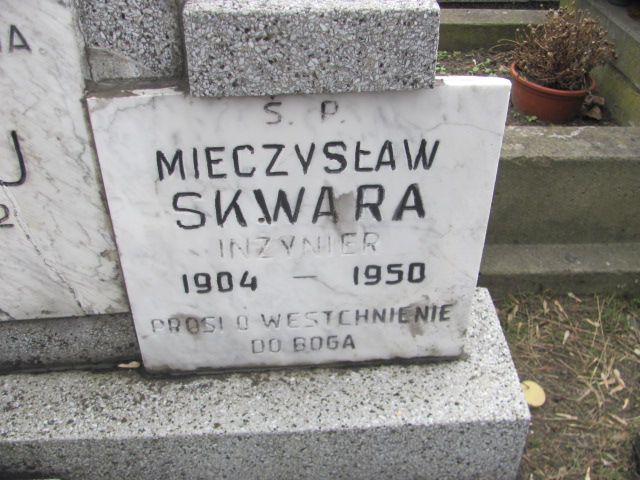 Ś. P.
MIECZYSŁAW
SKWARA
INŻYNIER
1904 — 1950
PROSI O WESTCHNIENIE
DO BOGA